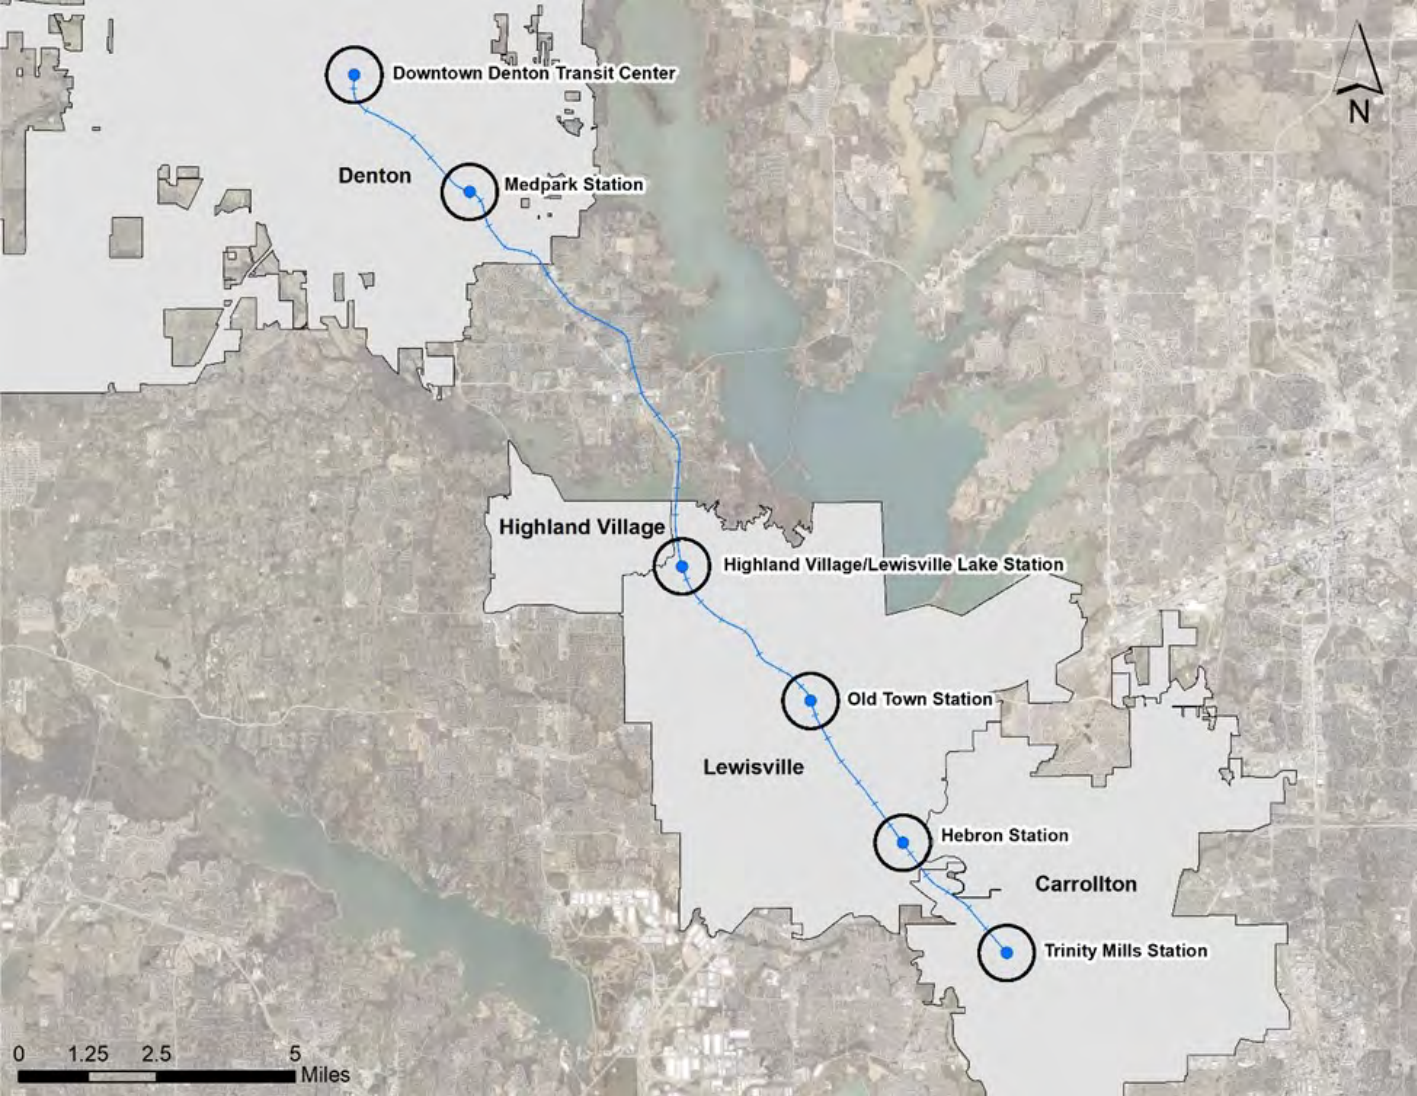 Downtown Denton Transit Center
N
Denton
Medpark Station
Highland Village
Highland Village/Lewisville Lake Station
Old Town Station
Lewisville
Hebron Station
Carrollton
Trinity Mills Station
0 1.25 2.5 5
Miles